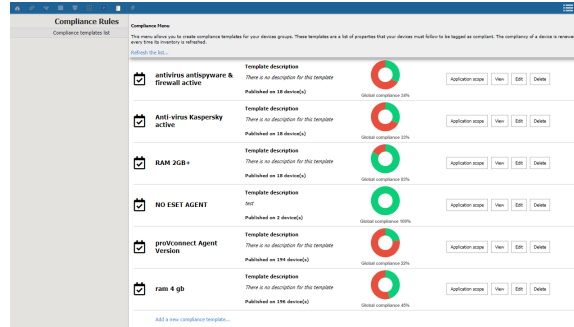 Compliance Rules
Compliance templates list
Compliance Menu
This menu allows you to create compliance templates for your devices groups. These templates are a list of properties that your devices must follow to be tagged as compliant. The compliancy of a device is renewed
every time its inventory is refreshed.
Refresh the list...
antivirus antispyware &
firewall active
Template description
There is no description for this template
Published on 18 device(s)
Global compliance 34%
Application scope View Edit Delete
Anti-virus Kaspersky
active
Template description
There is no description for this template
Published on 18 device(s)
Global compliance 33%
Application scope View Edit Delete
RAM 2GB+
Template description
There is no description for this template
Published on 18 device(s)
Global compliance 83%
Application scope View Edit Delete
NO ESET AGENT
Template description
test
Published on 2 device(s)
Global compliance 100%
Application scope View Edit Delete
proVconnect Agent
Version
Template description
There is no description for this template
Published on 194 device(s)
Global compliance 22%
Application scope View Edit Delete
ram 4 gb
Template description
There is no description for this template
Published on 196 device(s)
Global compliance 45%
Application scope View Edit Delete
Add a new compliance template...